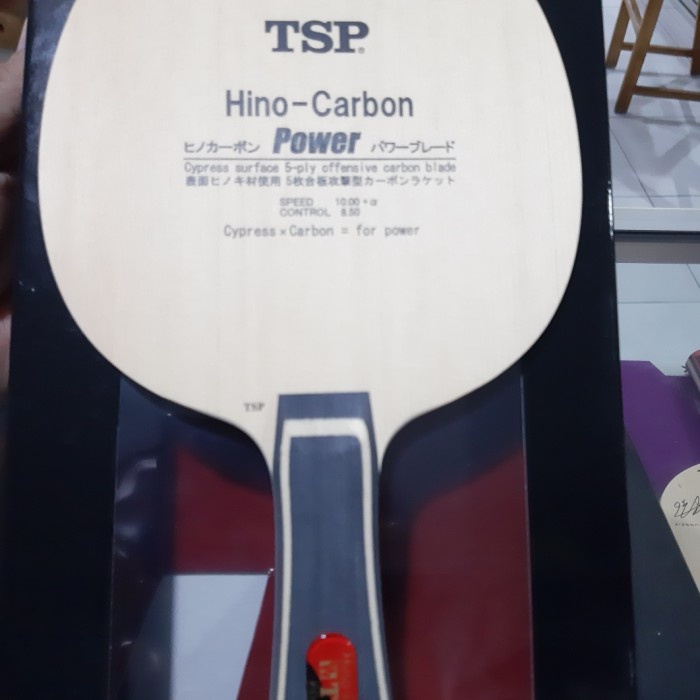 TSP
Hino-Carbon
ヒノカーボン Power パワーブレード
Cypress surface 5-ply offensive carbon blade
表面ヒノキ材使用 5枚合板攻撃型カーボンラケット
SPEED 10.00+α
CONTROL 8.50
Cypress×Carbon = for power
TSP